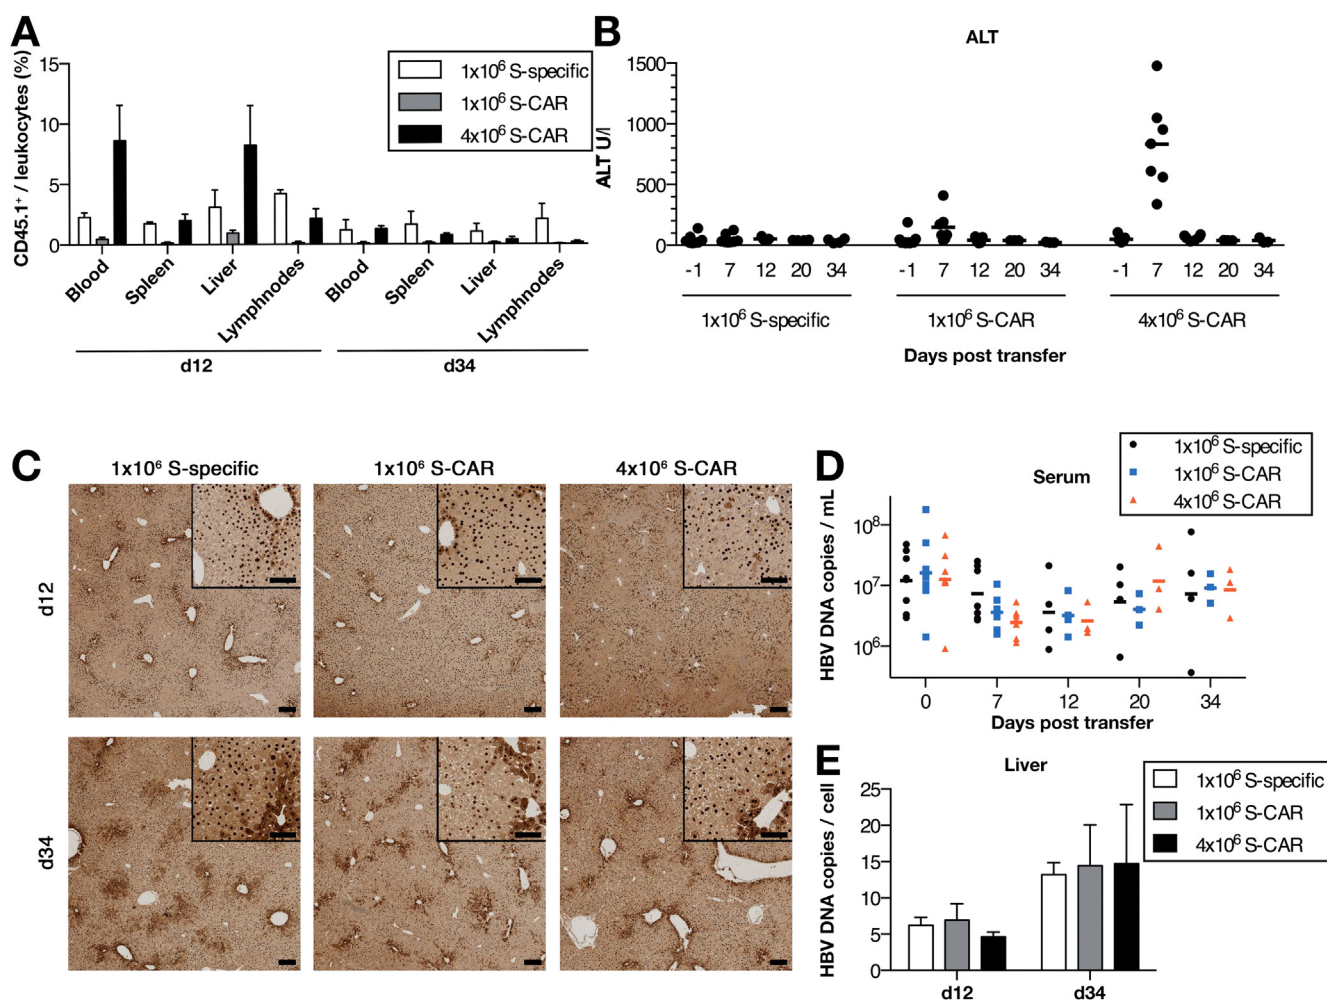 A
CD45.1⁺ / leukocytes (%)
15
10
5
0
1x10⁶ S-specific
1x10⁶ S-CAR
4x10⁶ S-CAR
Blood
Spleen
Liver
Lymphnodes
Blood
Spleen
Liver
Lymphnodes
d12
d34
B
ALT
ALT U/l
1500
1000
500
0
-1 7 12 20 34
-1 7 12 20 34
-1 7 12 20 34
1x10⁶ S-specific
1x10⁶ S-CAR
4x10⁶ S-CAR
Days post transfer
C
1x10⁶ S-specific
1x10⁶ S-CAR
4x10⁶ S-CAR
d12
d34
D
Serum
1x10⁶ S-specific
1x10⁶ S-CAR
4x10⁶ S-CAR
HBV DNA copies / mL
10⁸
10⁷
10⁶
0 7 12 20 34
Days post transfer
E
Liver
1x10⁶ S-specific
1x10⁶ S-CAR
4x10⁶ S-CAR
HBV DNA copies / cell
25
20
15
10
5
0
d12
d34